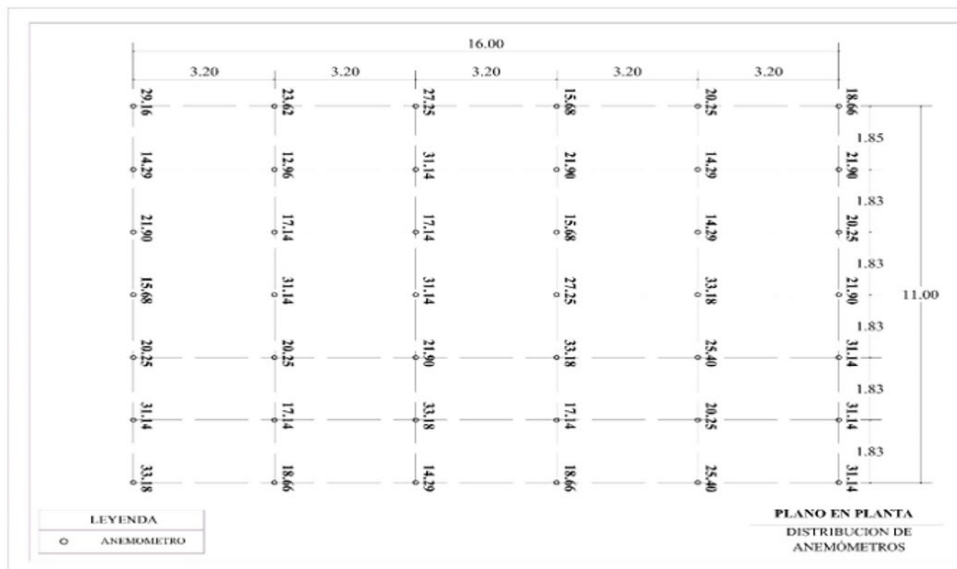 16.00
3.20 3.20 3.20 3.20 3.20
29.16 23.62 27.25 15.68 20.25 18.66
1.85
14.29 12.96 31.14 21.90 14.29 21.90
1.83
21.90 17.14 17.14 15.68 14.29 20.25
1.83
15.68 31.14 31.14 27.25 33.18 21.90
11.00
1.83
20.25 20.25 21.90 33.18 25.40 31.14
1.83
31.14 17.14 33.18 17.14 20.25 31.14
1.83
33.18 18.66 14.29 18.66 25.40 31.14
LEYENDA
ANEMOMETRO
PLANO EN PLANTA
DISTRIBUCION DE
ANEMÓMETROS